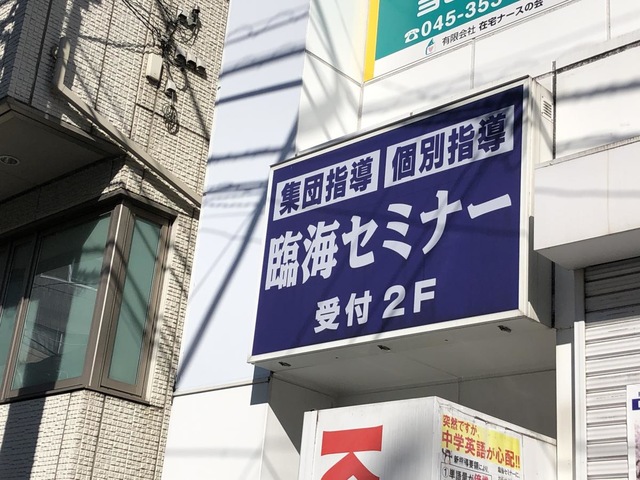 ☎045-353
有限会社 在宅ナースの会
集団指導 個別指導
臨海セミナー
受付2F
突然ですが、
中学英語が心配!!